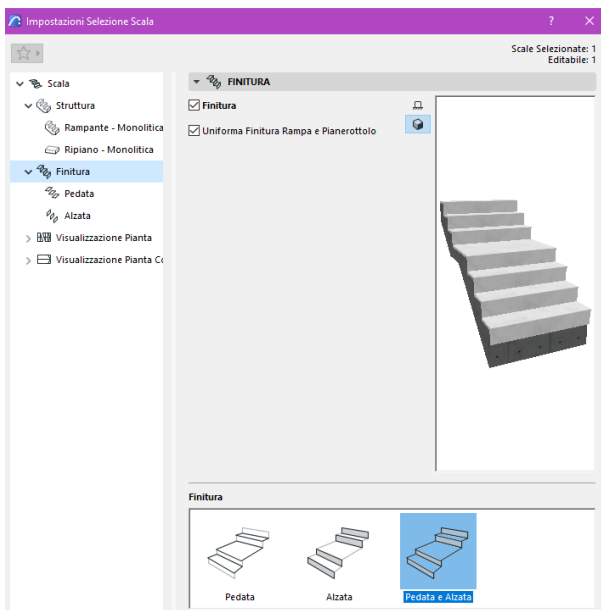 Impostazioni Selezione Scala
? ×
Scale Selezionate: 1
Editabile: 1
Scala
Struttura
Rampante - Monolitica
Ripiano - Monolitica
Finitura
Pedata
Alzata
Visualizzazione Pianta
Visualizzazione Pianta Co
FINITURA
Finitura
Uniforma Finitura Rampa e Pianerottolo
Finitura
Pedata
Alzata
Pedata e Alzata